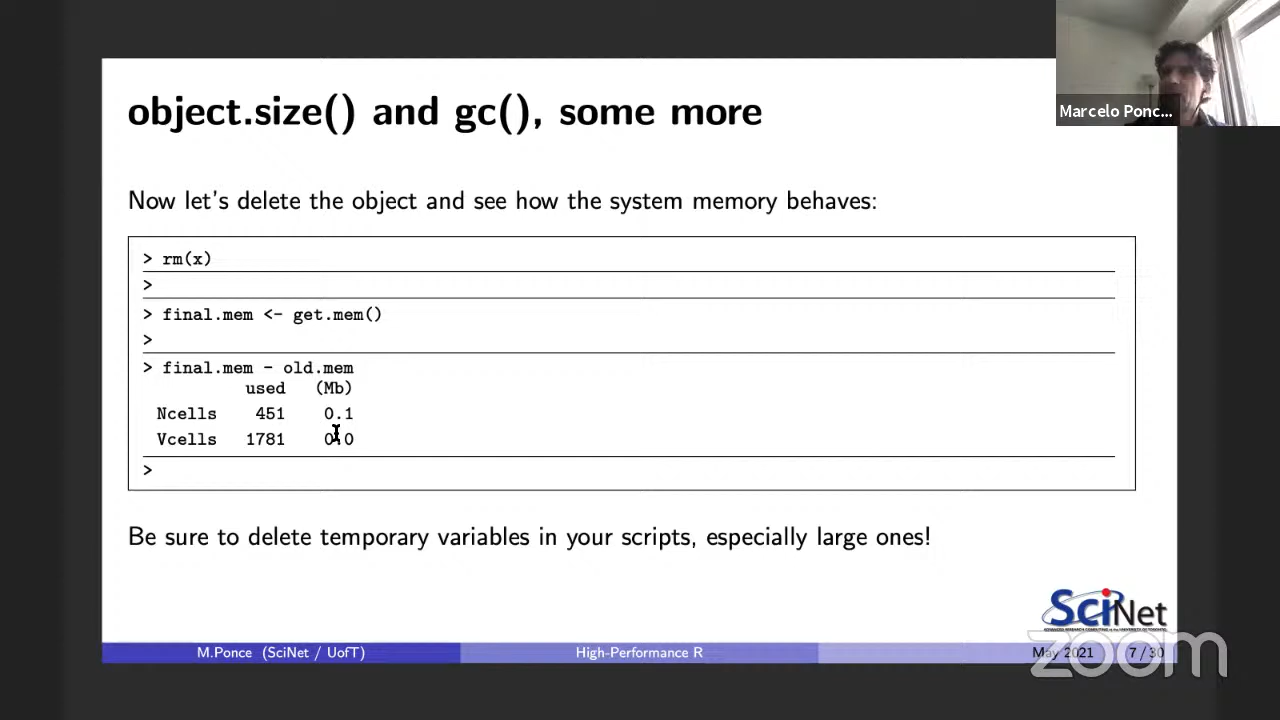 object.size() and gc(), some more
Marcelo Ponc...
Now let's delete the object and see how the system memory behaves:
> rm(x)
>
> final.mem <- get.mem()
>
> final.mem - old.mem
used (Mb)
Ncells 451 0.1
Vcells 1781 0.0
>
Be sure to delete temporary variables in your scripts, especially large ones!
SciNet
M.Ponce (SciNet / UofT) High-Performance R May 2021 7 / 30
zoom